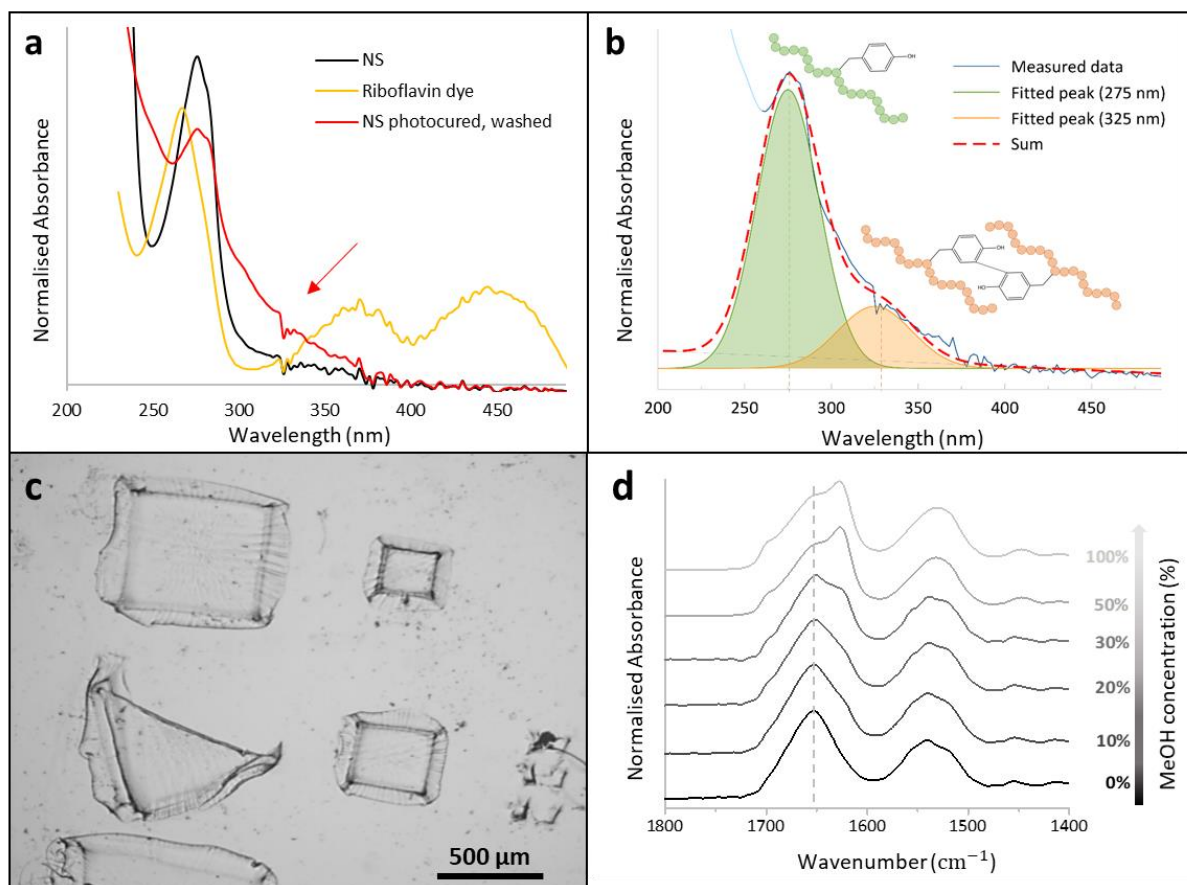 a
NS
Riboflavin dye
NS photocured, washed
Normalised Absorbance
200
250
300
350
400
450
Wavelength (nm)
b
OH
Measured data
Fitted peak (275 nm)
Fitted peak (325 nm)
Sum
OH
OH
Normalised Absorbance
200
250
300
350
400
450
Wavelength (nm)
c
500 µm
d
100%
50%
30%
20%
10%
0%
MeOH concentration (%)
Normalised Absorbance
1800
1700
1600
1500
1400
Wavenumber (cm⁻¹)